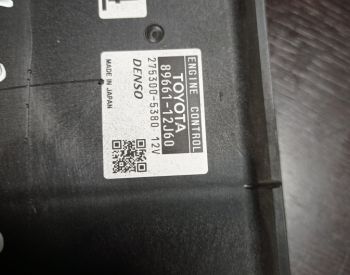 ENGINE CONTROL
TOYOTA
89661-12J60
275300-5380 12V
DENSO
MADE IN JAPAN